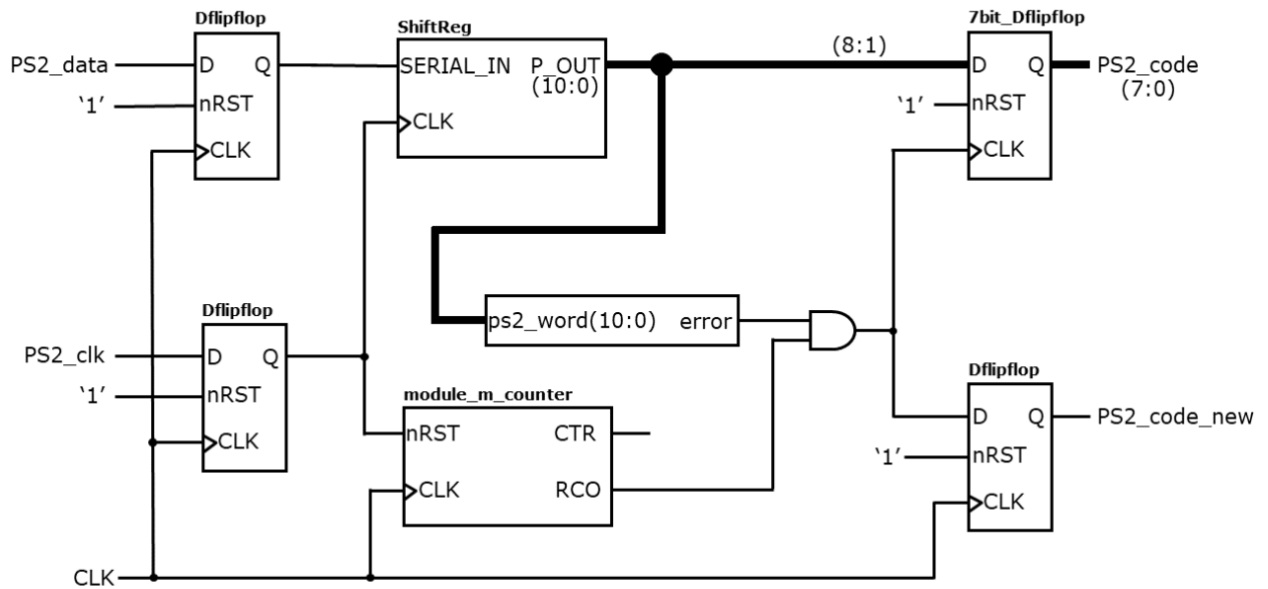 Dflipflop
ShiftReg
7bit_Dflipflop
PS2_data
D
Q
SERIAL_IN
P_OUT
(10:0)
(8:1)
D
Q
PS2_code
(7:0)
‘1’
nRST
‘1’
nRST
CLK
CLK
CLK
Dflipflop
ps2_word(10:0)
error
PS2_clk
D
Q
Dflipflop
‘1’
nRST
module_m_counter
D
Q
PS2_code_new
CLK
nRST
CTR
‘1’
nRST
CLK
RCO
CLK
CLK